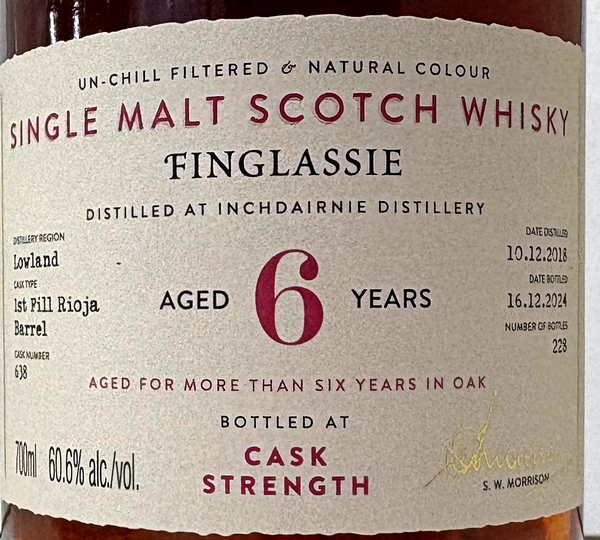 UN-CHILL FILTERED & NATURAL COLOUR
SINGLE MALT SCOTCH WHISKY
FINGLASSIE
DISTILLED AT INCHDAIRNIE DISTILLERY
DISTILLERY REGION
Lowland
CASK TYPE
1st Fill Rioja
Barrel
CASK NUMBER
638
AGED 6 YEARS
DATE DISTILLED
10.12.2018
DATE BOTTLED
16.12.2024
NUMBER OF BOTTLES
228
AGED FOR MORE THAN SIX YEARS IN OAK
BOTTLED AT
CASK
STRENGTH
700ml 60.6% alc./vol.
S. W. MORRISON